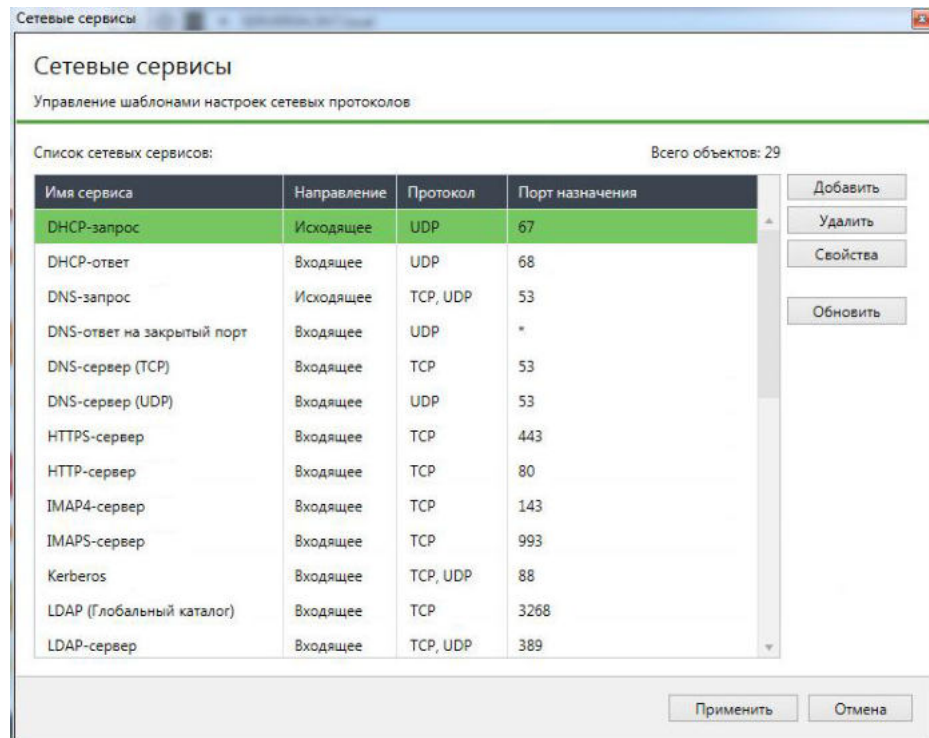 Сетевые сервисы
Сетевые сервисы
Управление шаблонами настроек сетевых протоколов
Список сетевых сервисов: Всего объектов: 29
Имя сервиса Направление Протокол Порт назначения Добавить
DHCP-запрос Исходящее UDP 67 Удалить
DHCP-ответ Входящее UDP 68 Свойства
DNS-запрос Исходящее TCP, UDP 53 Обновить
DNS-ответ на закрытый порт Входящее UDP *
DNS-сервер (TCP) Входящее TCP 53
DNS-сервер (UDP) Входящее UDP 53
HTTPS-сервер Входящее TCP 443
HTTP-сервер Входящее TCP 80
IMAP4-сервер Входящее TCP 143
IMAPS-сервер Входящее TCP 993
Kerberos Входящее TCP, UDP 88
LDAP (Глобальный каталог) Входящее TCP 3268
LDAP-сервер Входящее TCP, UDP 389
Применить Отмена